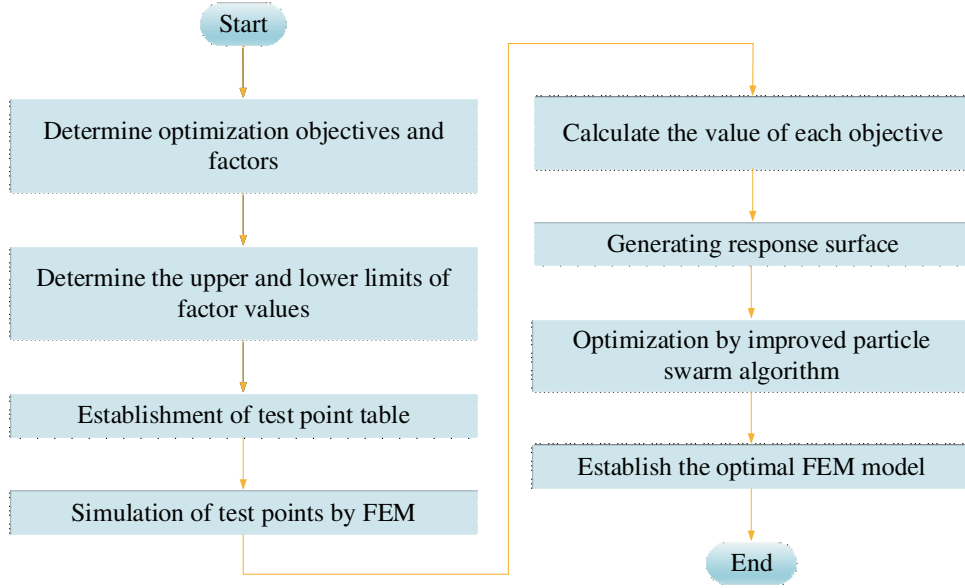 Start
Determine optimization objectives and
factors
Determine the upper and lower limits of
factor values
Establishment of test point table
Simulation of test points by FEM
Calculate the value of each objective
Generating response surface
Optimization by improved particle
swarm algorithm
Establish the optimal FEM model
End